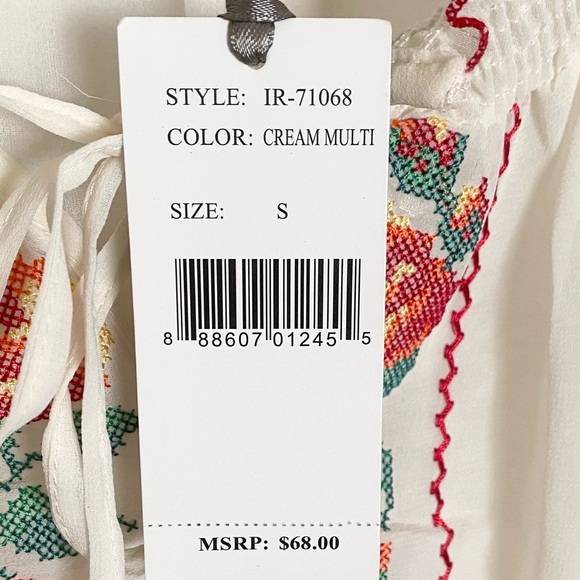 STYLE: IR-71068
COLOR: CREAM MULTI
SIZE: S
8 88607 01245 5
MSRP: $68.00